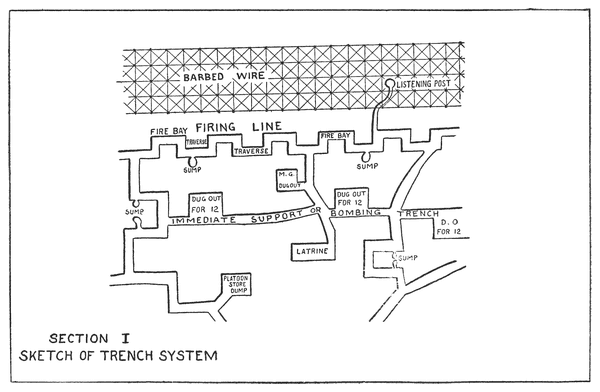 BARBED WIRE
LISTENING POST
FIRE BAY
FIRING LINE
TRAVERSE
TRAVERSE
FIRE BAY
SUMP
SUMP
M.G.
DUGOUT
DUG OUT
FOR 12
DUG OUT
FOR 12
SUMP
IMMEDIATE SUPPORT OR BOMBING TRENCH
D.O
FOR 12
LATRINE
SUMP
PLATOON
STORE
DUMP
SECTION I
SKETCH OF TRENCH SYSTEM